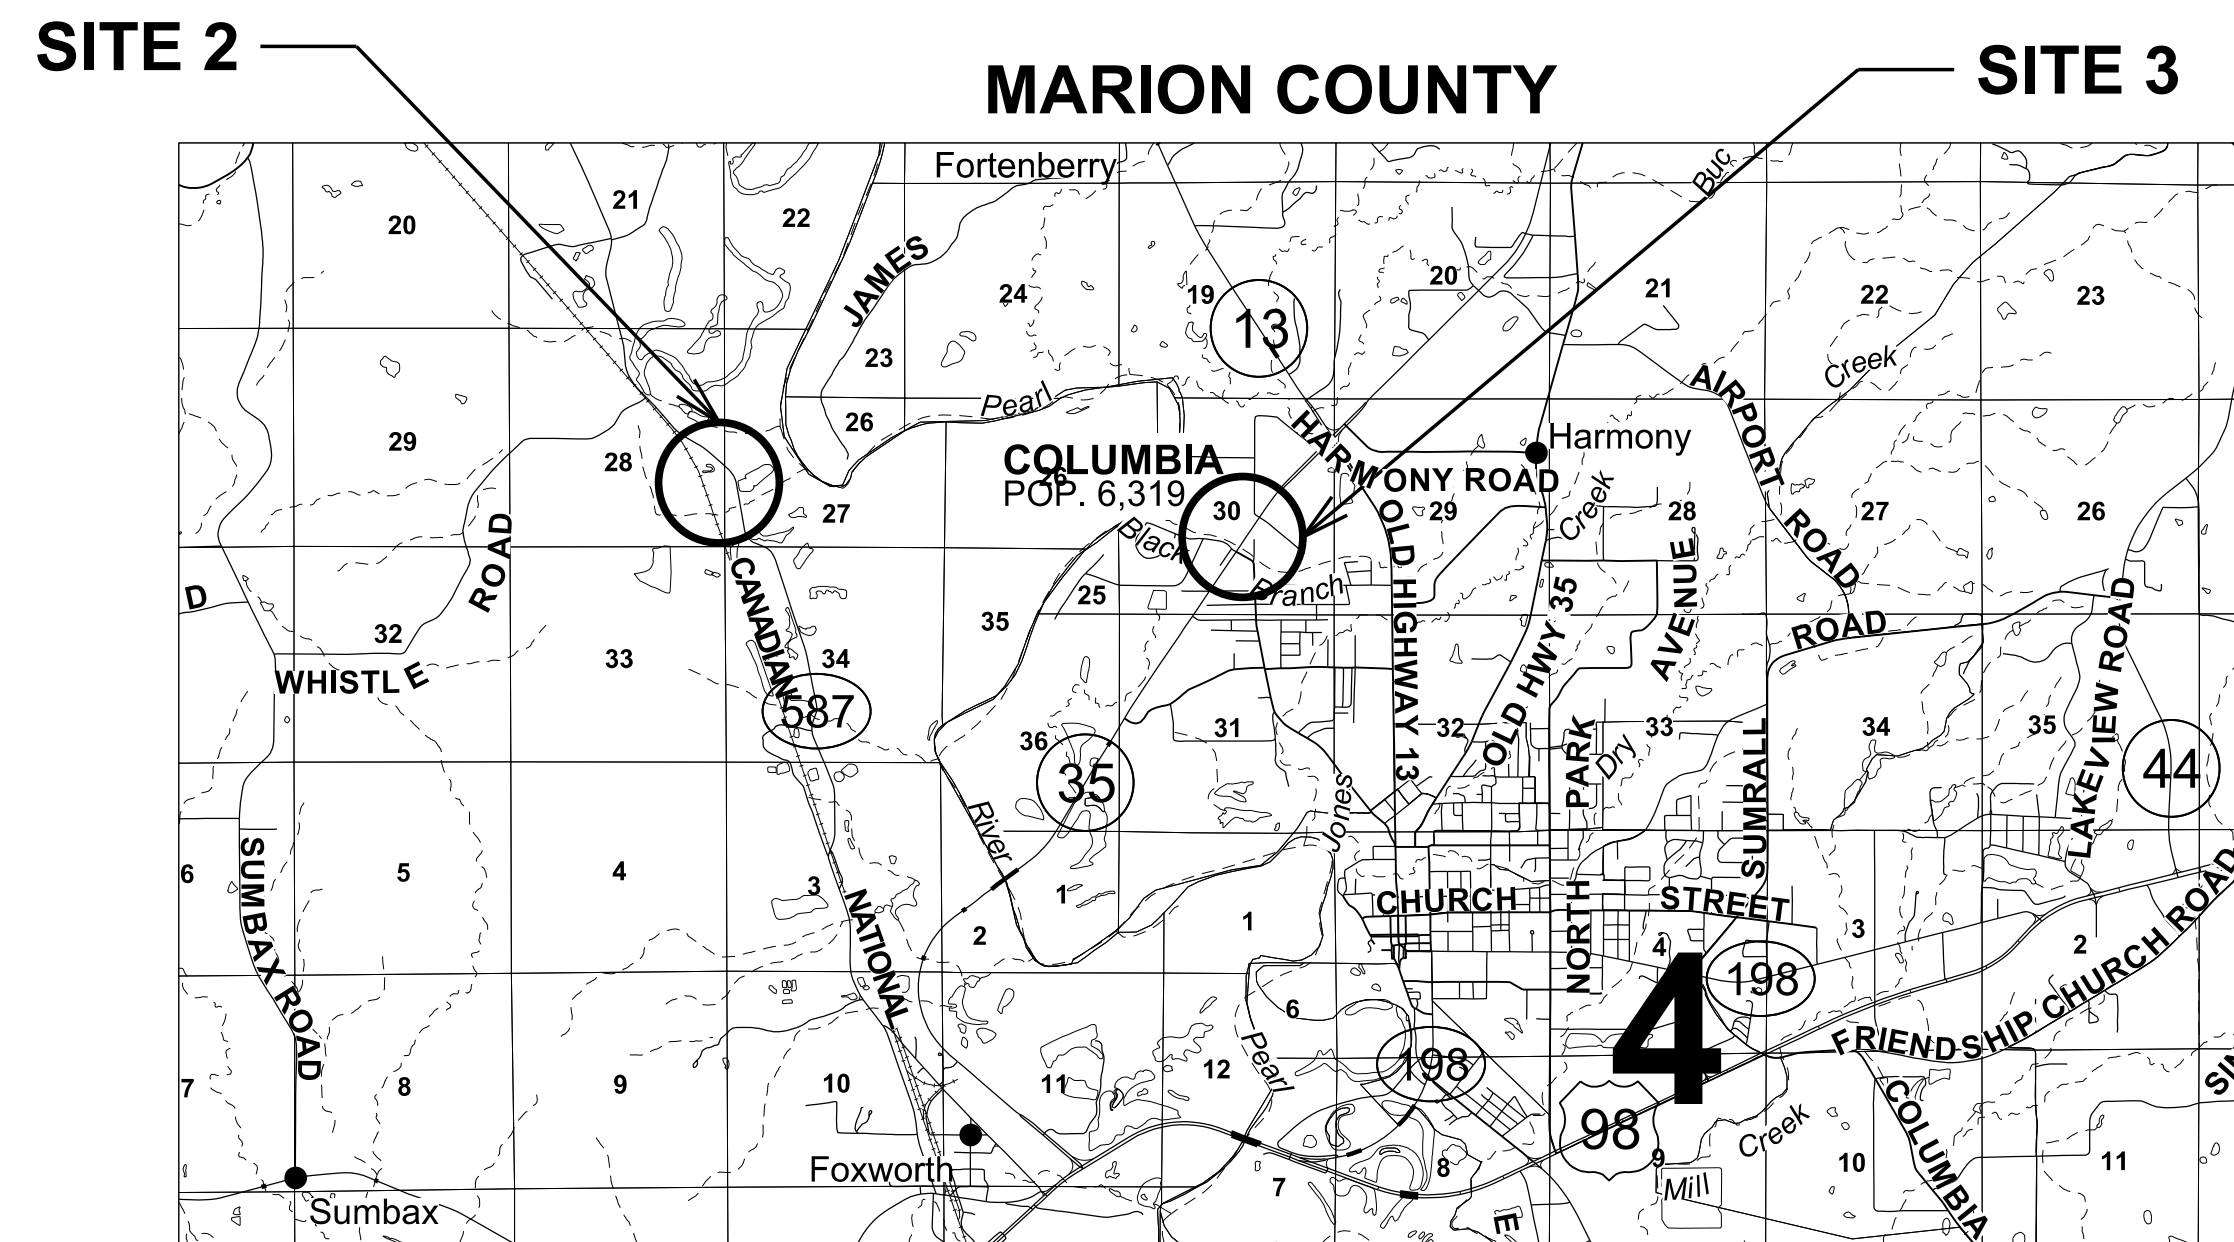 SITE 2
MARION COUNTY
SITE 3
Fortenberry
Buc
20
21
22
JAMES
24
19
13
20
21
22
23
23
Pearl
26
Creek
AIRPORT
29
28
27
COLUMBIA
26
POP. 6,319
HARMONY ROAD
Harmony
30
29
Creek
28
27
26
ROAD
Black
Branch
25
OLD HIGHWAY 13
OLD HWY 35
AVENUE
ROAD
ROAD
LAKEVIEW ROAD
D
32
WHISTLE
33
CANADIAN
34
587
35
36
35
31
32
33
34
35
44
PARK
Dry
SUMRALL
River
Jones
6
5
4
3
SUMBAX ROAD
NATIONAL
2
1
1
CHURCH
STREET
NORTH
4
3
2
198
4
FRIENDSHIP CHURCH ROAD
6
Pearl
198
7
8
9
10
11
12
98
9
Creek
10
11
COLUMBIA
SIN
Foxworth
Sumbax
7
8
Mill
E